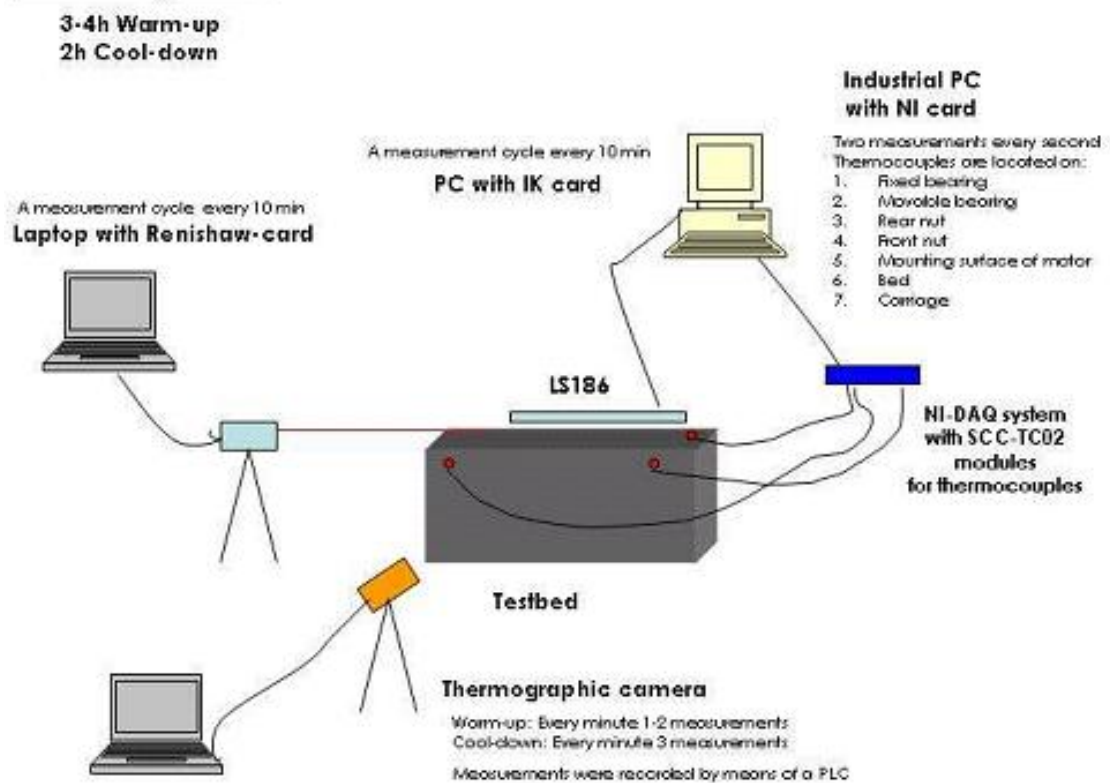 3-4h Warm-up
2h Cool-down
Industrial PC
with NI card
Two measurements every second
Thermocouples are located on:
1. Fixed bearing
2. Movable bearing
3. Rear nut
4. Front nut
5. Mounting surface of motor
6. Bed
7. Carriage
A measurement cycle every 10 min
PC with IK card
A measurement cycle every 10 min
Laptop with Renishaw-card
LS186
NI-DAQ system
with SCC-TC02
modules
for thermocouples
Testbed
Thermographic camera
Warm-up: Every minute 1-2 measurements
Cool-down: Every minute 3 measurements
Measurements were recorded by means of a PLC